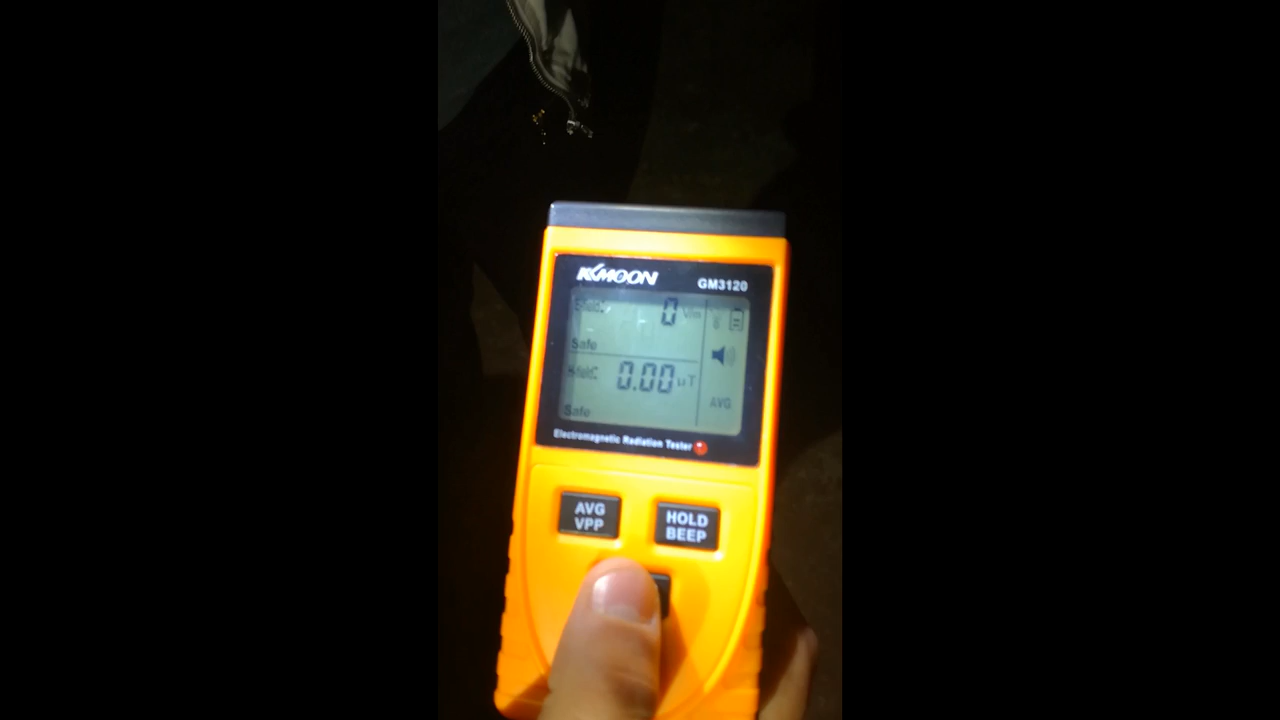 KKMOON GM3120
0 V/m
Safe
0.00 uT
AVG
Safe
Electromagnetic Radiation Tester
AVG HOLD
VPP BEEP